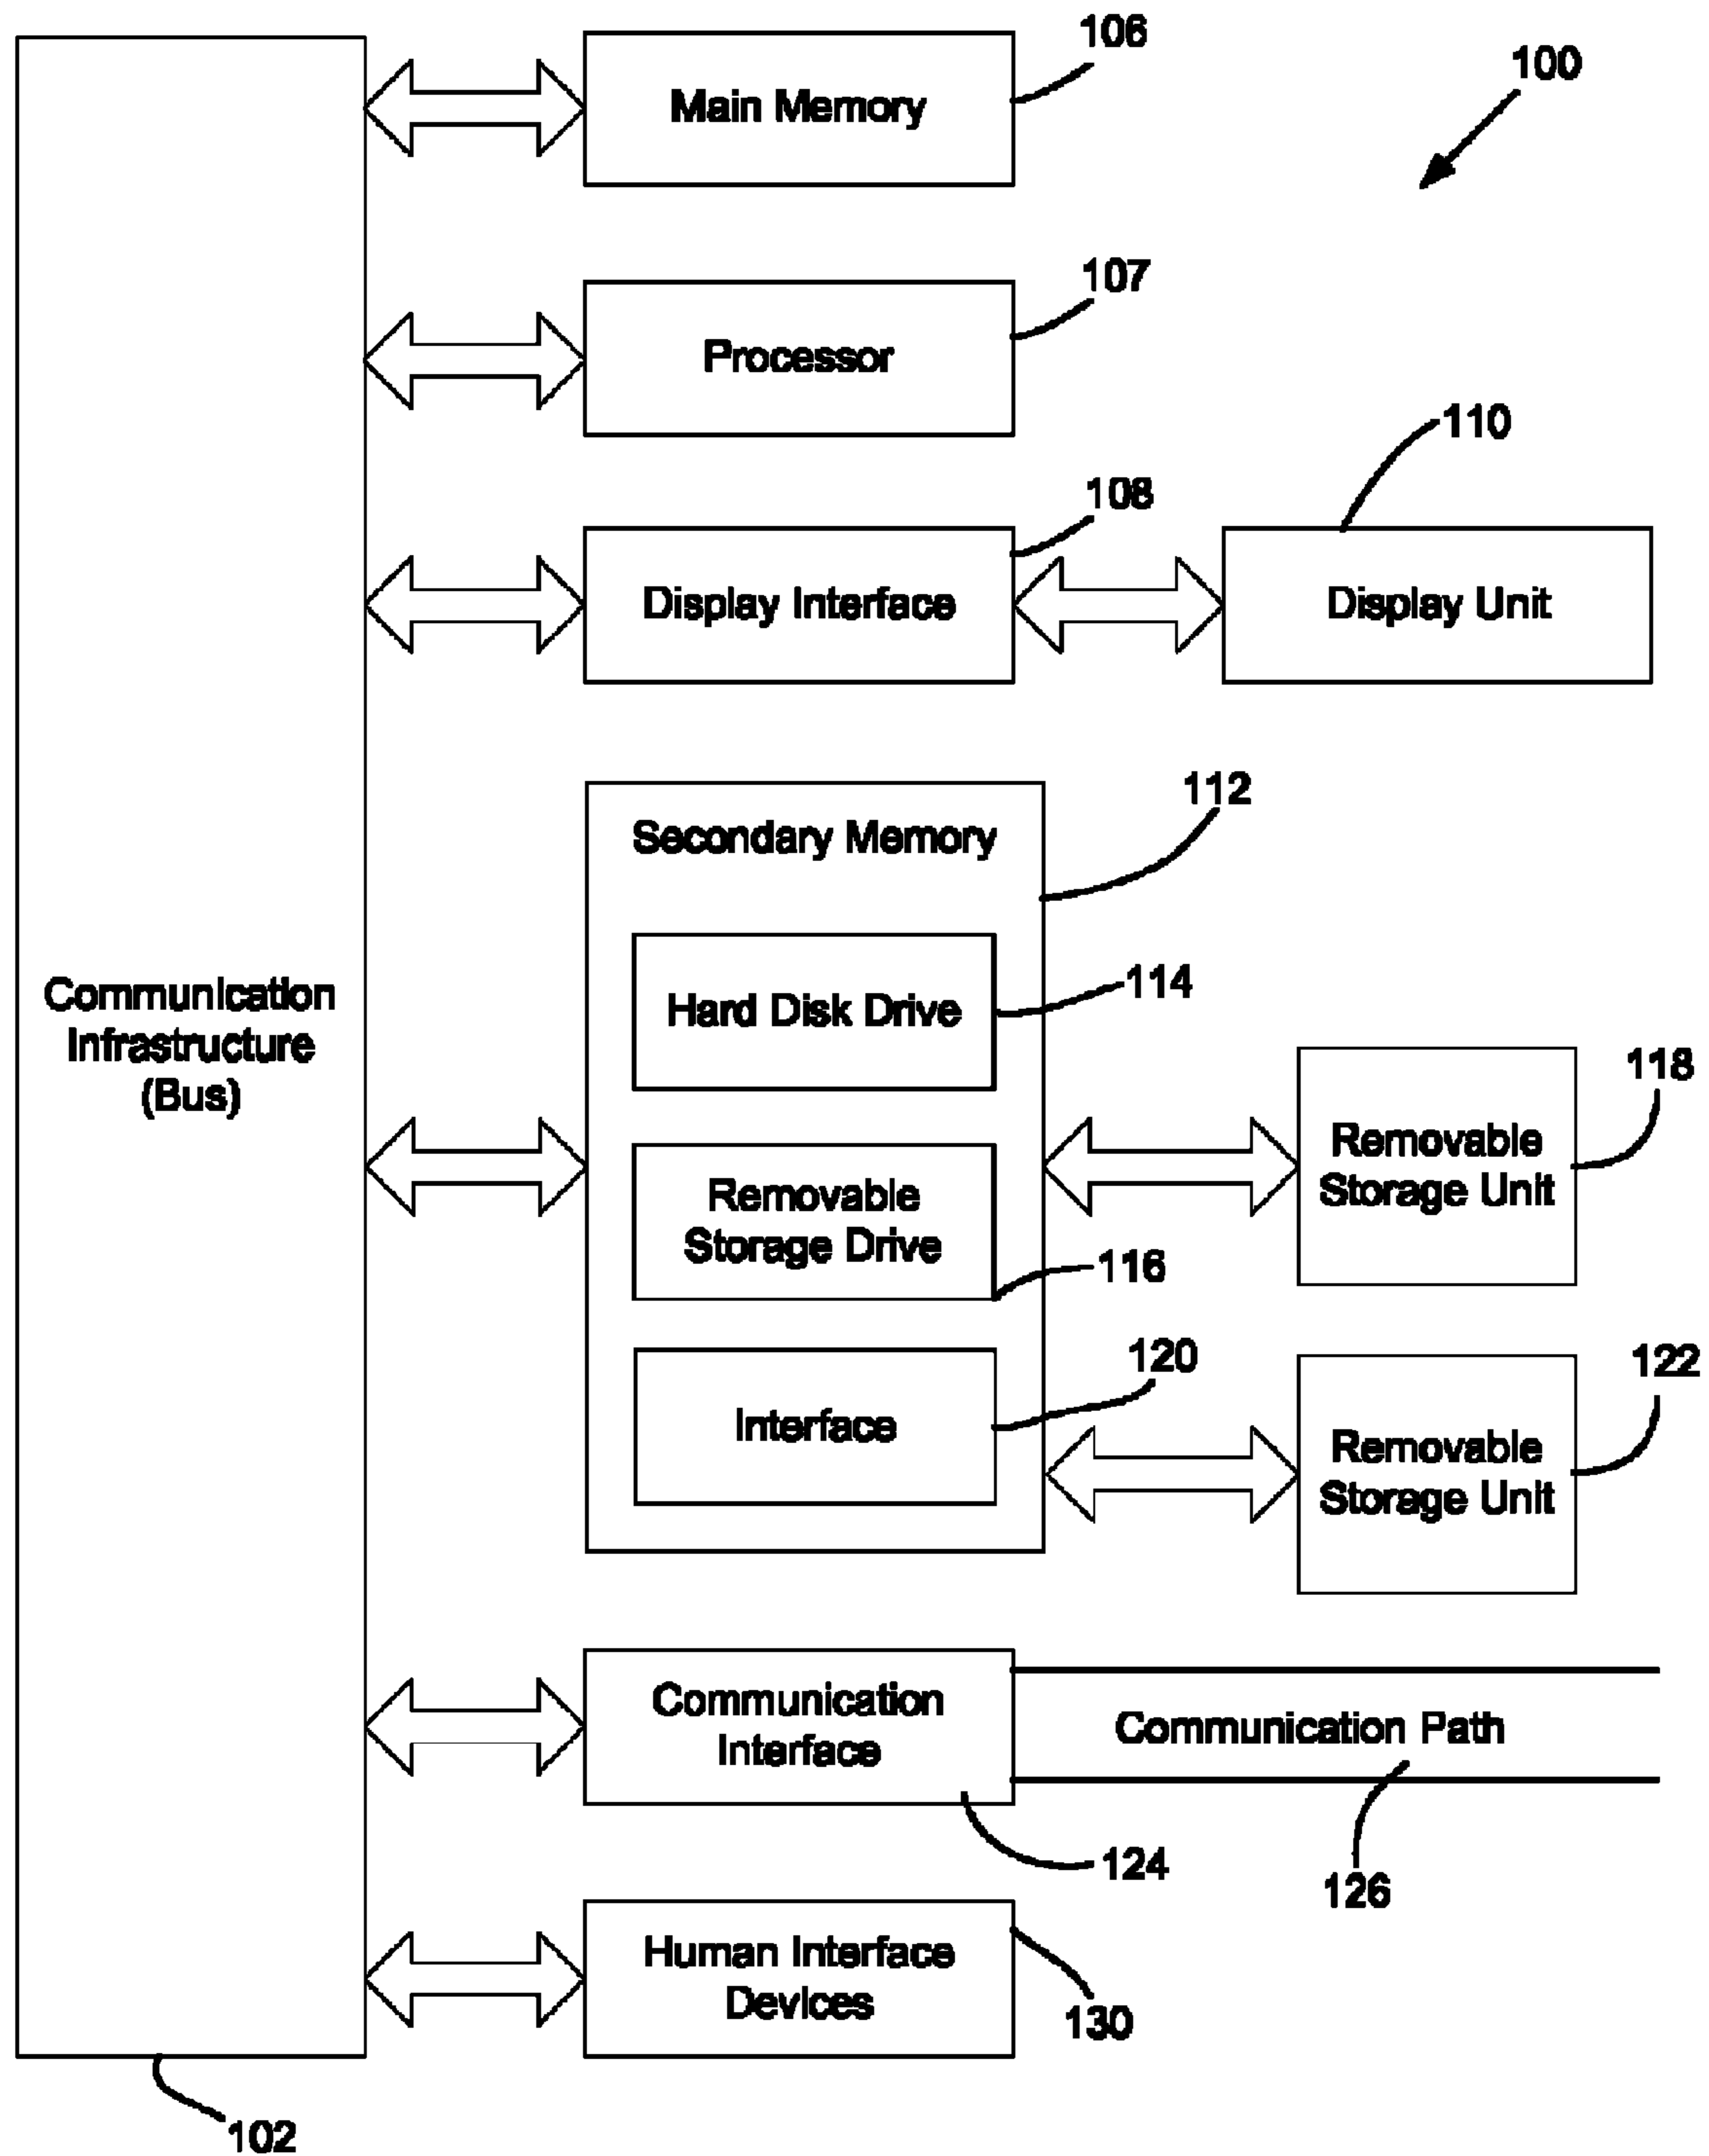 106
100
Main Memory
107
Processor
110
108
Display Interface
Display Unit
112
Secondary Memory
114
Hard Disk Drive
Communication
Infrastructure
(Bus)
118
Removable
Storage Unit
Removable
Storage Drive
116
120
122
Interface
Removable
Storage Unit
Communication
Interface
Communication Path
124
126
Human Interface
Devices
130
102